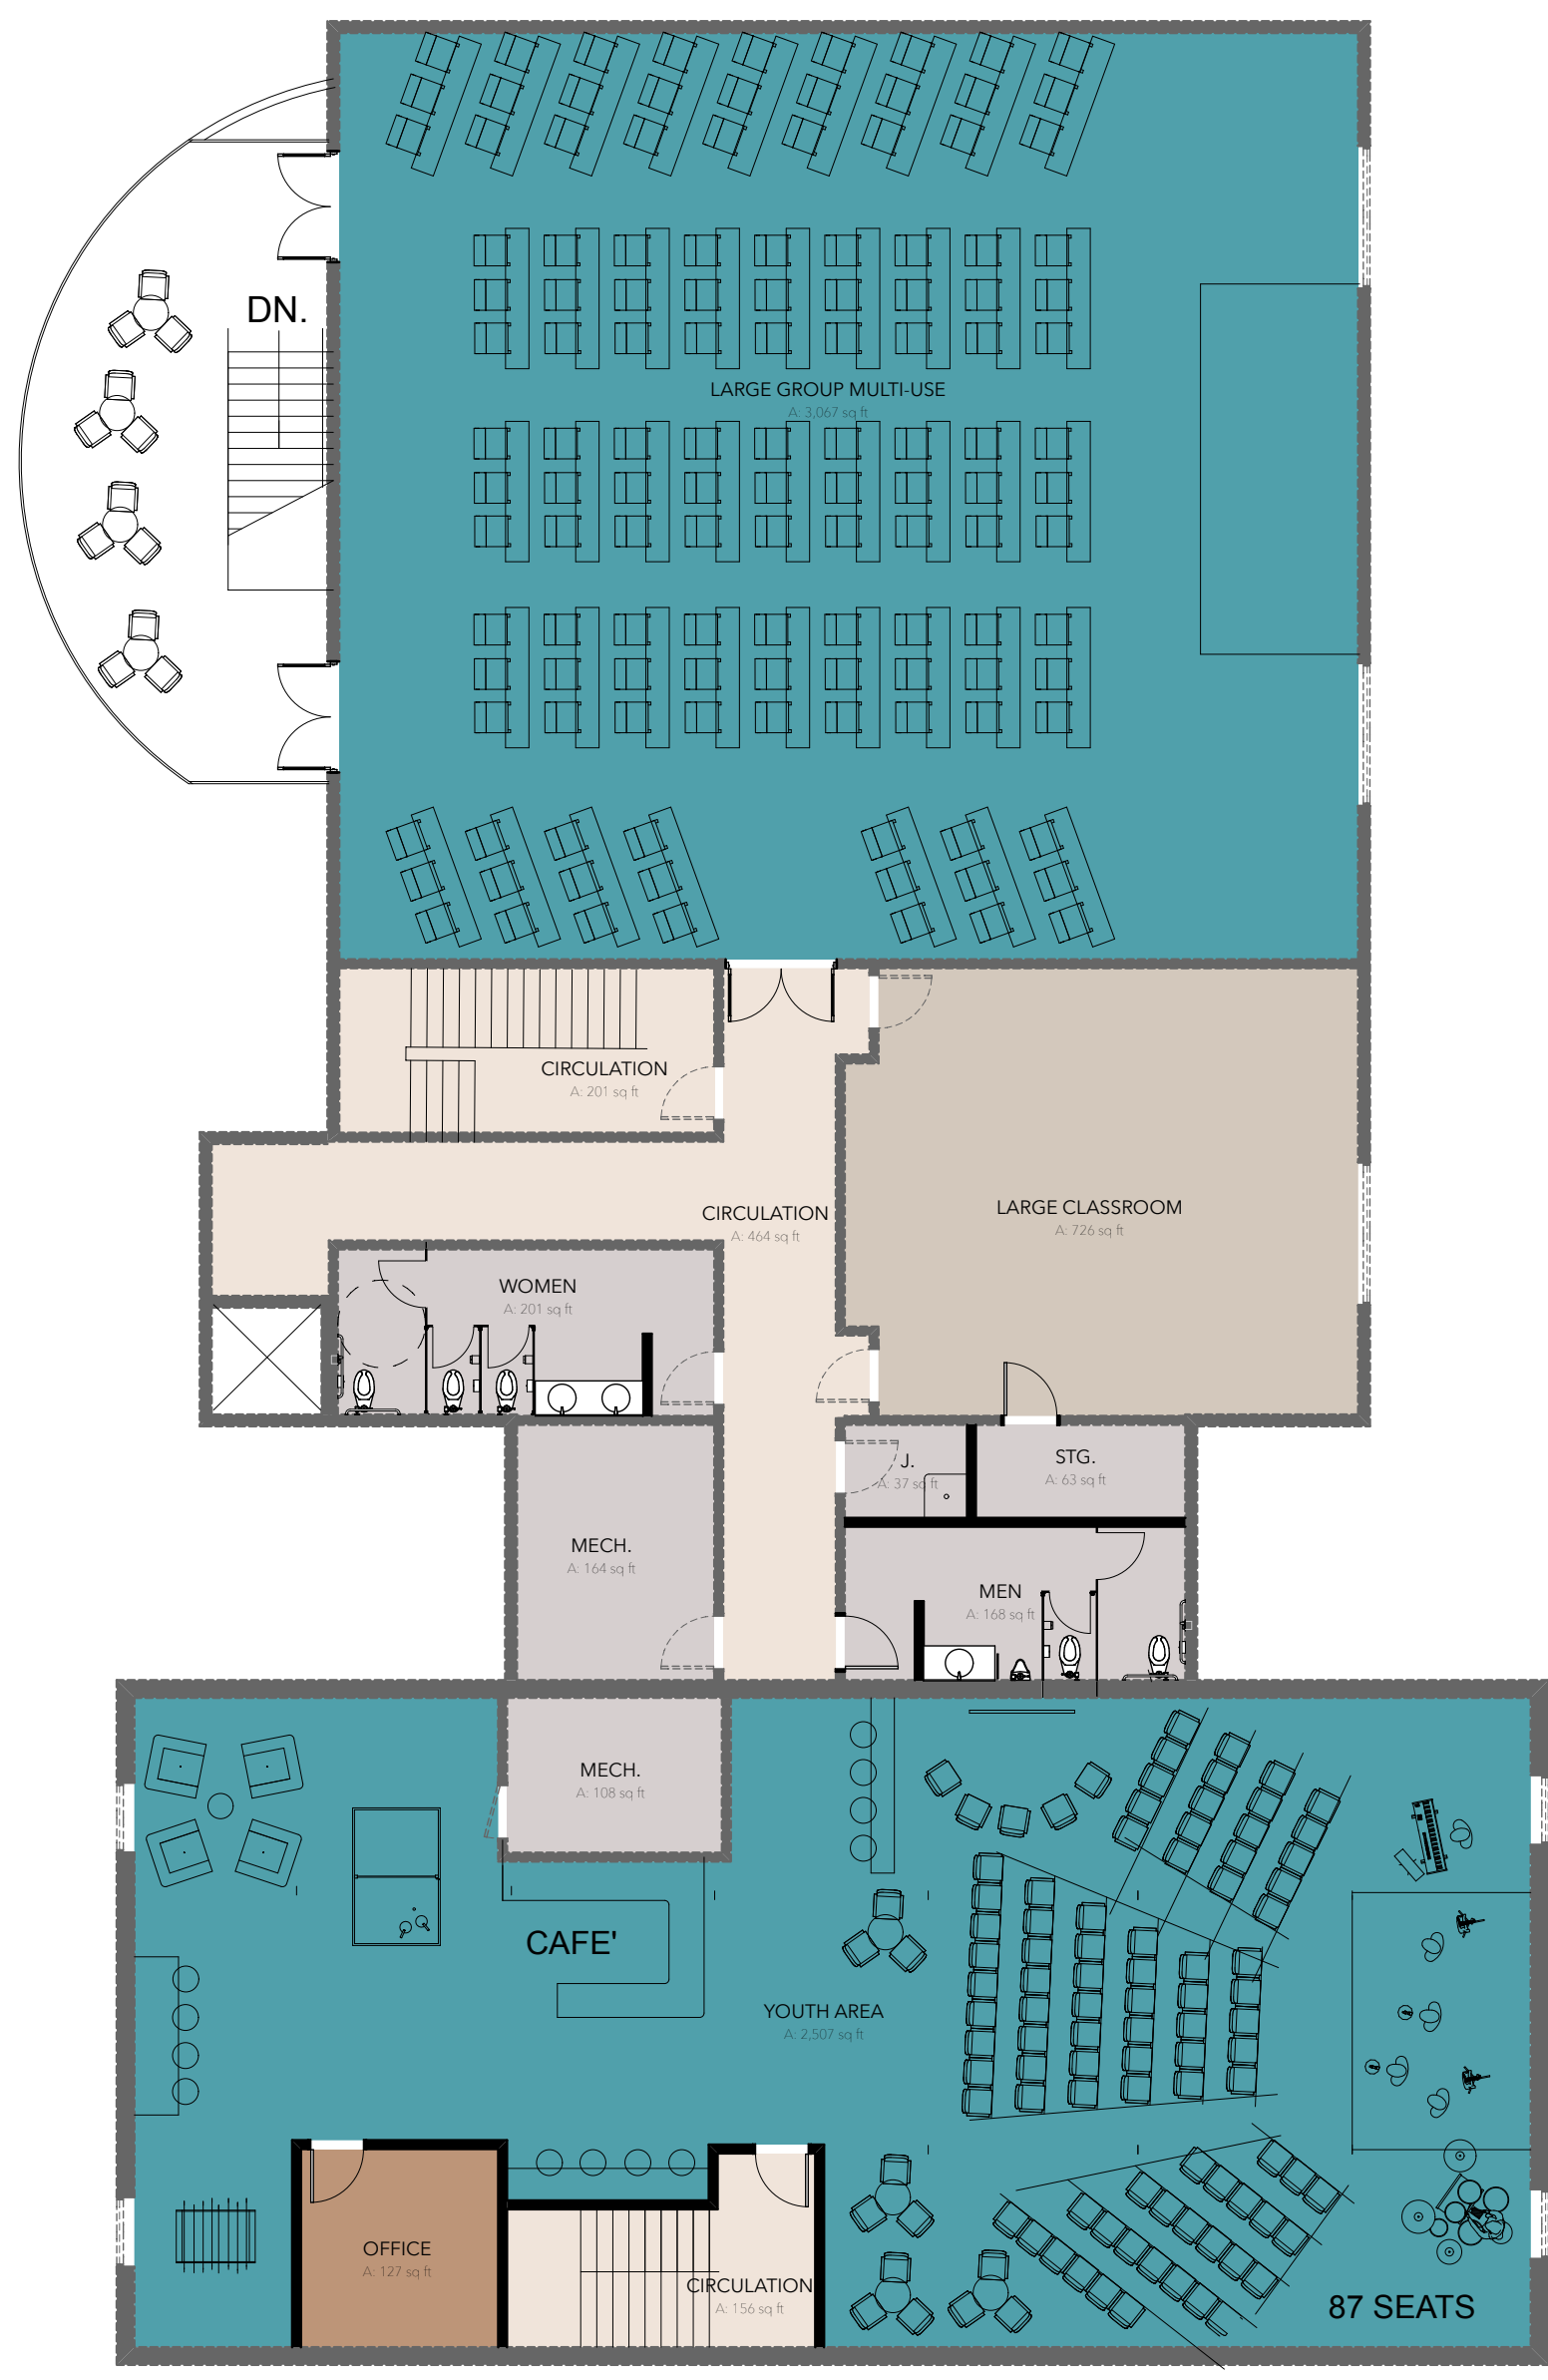 DN.
LARGE GROUP MULTI-USE
A: 3,067 sq ft
CIRCULATION
A: 201 sq ft
CIRCULATION
A: 464 sq ft
LARGE CLASSROOM
A: 726 sq ft
WOMEN
A: 201 sq ft
J.
A: 37 sq ft
STG.
A: 63 sq ft
MECH.
A: 164 sq ft
MEN
A: 168 sq ft
MECH.
A: 108 sq ft
CAFE'
YOUTH AREA
A: 2,507 sq ft
OFFICE
A: 127 sq ft
CIRCULATION
A: 156 sq ft
87 SEATS